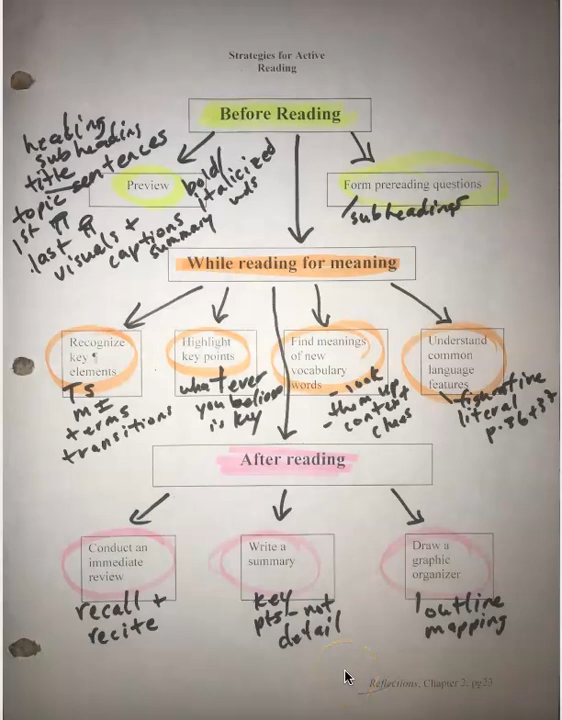 Strategies for Active
Reading
Before Reading
heading
subheading
title
topic sentences
1st ¶
last ¶
visuals +
captions
summary
Preview
bold/
italicized
wds
Form prereading questions
/subheadings
While reading for meaning
Recognize
key ¶
elements
TS
MI
terms
transitions
Highlight
key points
whatever
you believe
is key
Find meanings
of new
vocabulary
words
- look
them up
- context
clues
Understand
common
language
features
figurative
literal
p. 36 + 37
After reading
Conduct an
immediate
review
recall +
recite
Write a
summary
key
pts - not
detail
Draw a
graphic
organizer
outline
mapping
Reflections, Chapter 2, pg23